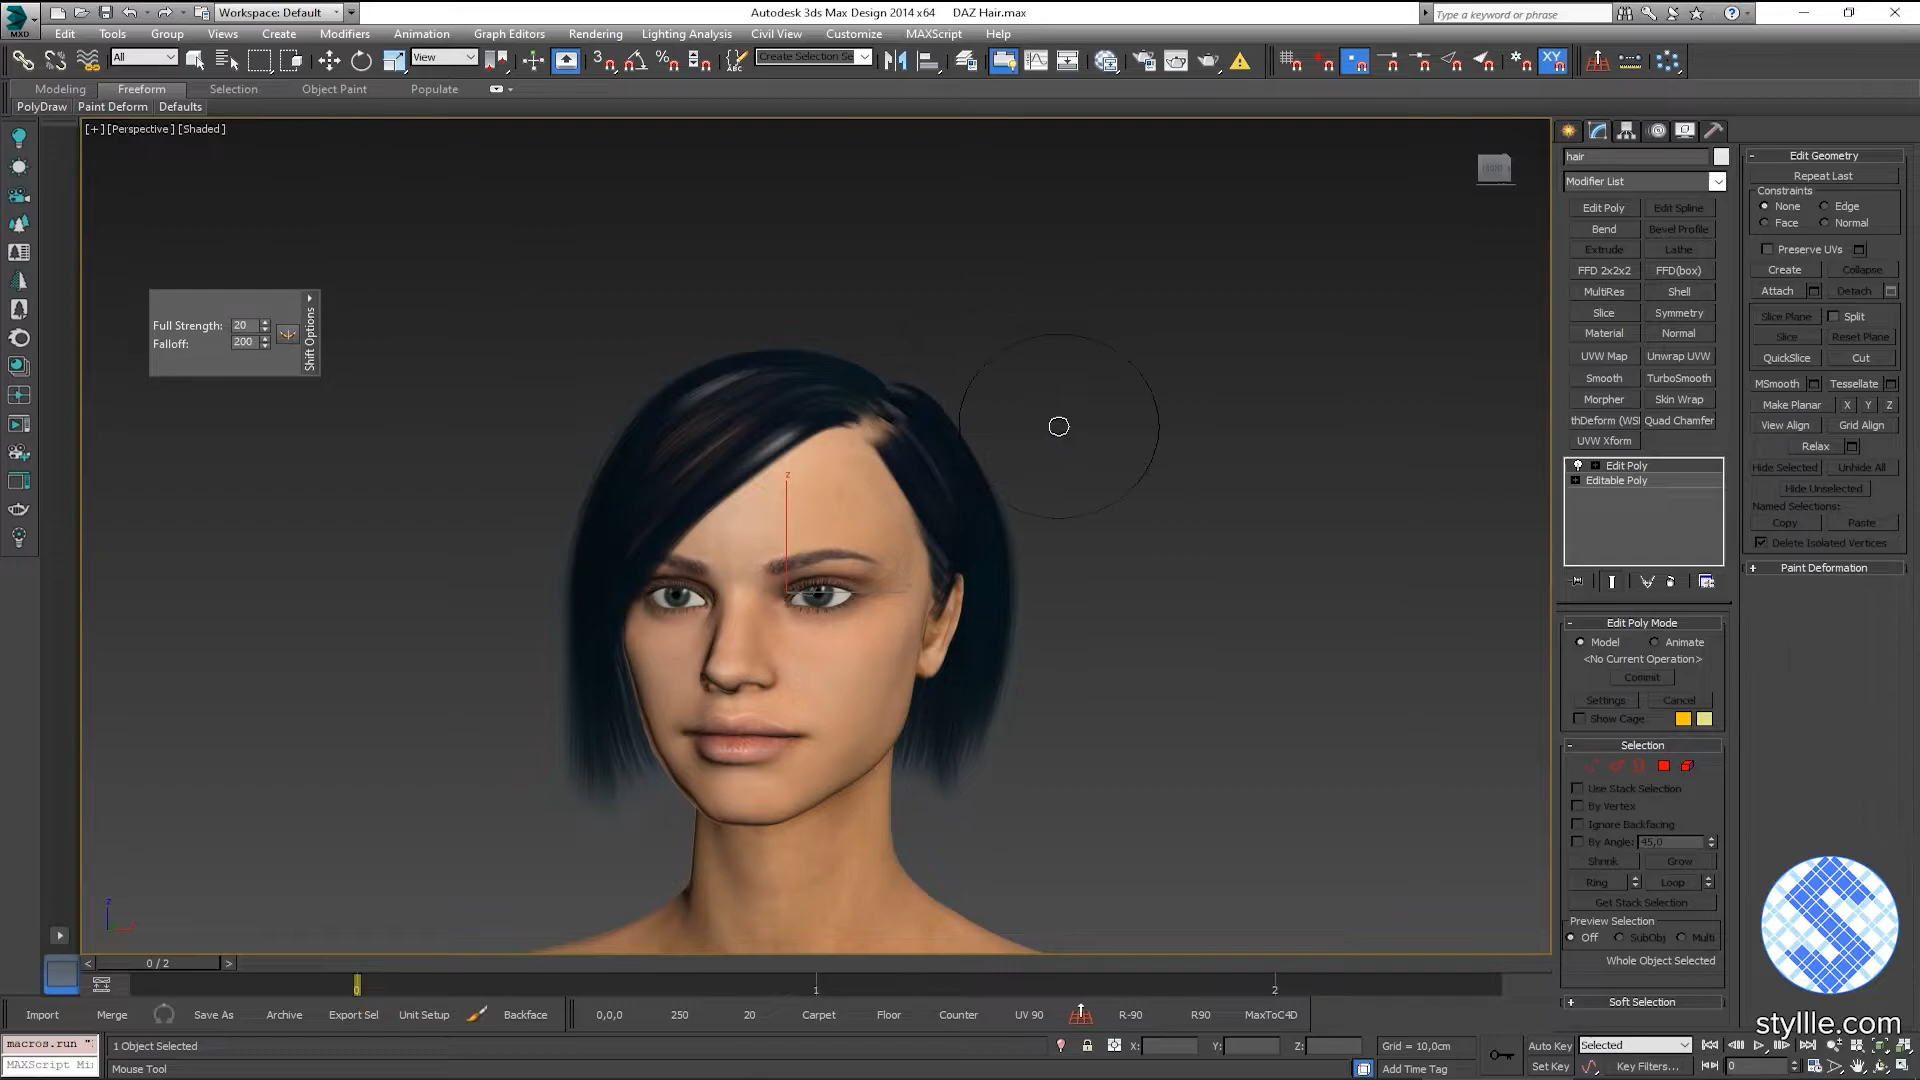 MXD
Workspace: Default
Autodesk 3ds Max Design 2014 x64 DAZ Hair.max
Type a keyword or phrase
Edit Tools Group Views Create Modifiers Animation Graph Editors Rendering Lighting Analysis Civil View Customize MAXScript Help
All View 3 Create Selection Se XY
Modeling Freeform Selection Object Paint Populate
PolyDraw Paint Deform Defaults
[+] [Perspective] [Shaded]
Full Strength: 20
Falloff: 200
Shift Options
z
hair
Modifier List
Edit Poly Edit Spline
Bend Bevel Profile
Extrude Lathe
FFD 2x2x2 FFD(box)
MultiRes Shell
Slice Symmetry
Material Normal
UVW Map Unwrap UVW
Smooth TurboSmooth
Morpher Skin Wrap
thDeform (WS Quad Chamfer
UVW Xform
Edit Poly
Editable Poly
- Edit Poly Mode
Model Animate
<No Current Operation>
Commit
Settings Cancel
Show Cage
- Selection
Use Stack Selection
By Vertex
Ignore Backfacing
By Angle: 45,0
Shrink Grow
Ring Loop
Get Stack Selection
Preview Selection
Off SubObj Multi
Whole Object Selected
+ Soft Selection
- Edit Geometry
Repeat Last
Constraints
None Edge
Face Normal
Preserve UVs
Create Collapse
Attach Detach
Slice Plane Split
Slice Reset Plane
QuickSlice Cut
MSmooth Tessellate
Make Planar X Y Z
View Align Grid Align
Relax
Hide Selected Unhide All
Hide Unselected
Named Selections:
Copy Paste
Delete Isolated Vertices
+ Paint Deformation
z
< 0 / 2 >
0 1 2
Import Merge Save As Archive Export Sel Unit Setup Backface 0,0,0 250 20 Carpet Floor Counter UV 90 R-90 R90 MaxToC4D
styllle.com
macros.run "
MAXScript Mi
1 Object Selected X: Y: Z: Grid = 10,0cm Auto Key Selected
Mouse Tool Add Time Tag Set Key Key Filters... 0